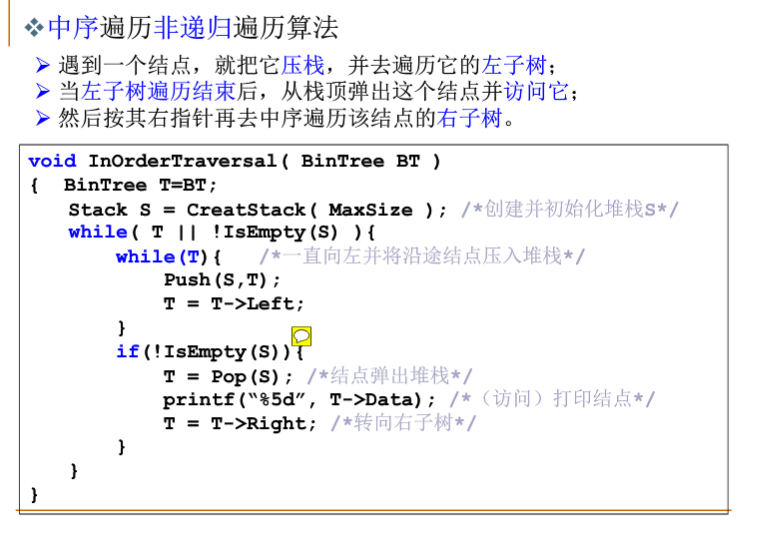 ❖中序遍历非递归遍历算法
➢ 遇到一个结点，就把它压栈，并去遍历它的左子树；
➢ 当左子树遍历结束后，从栈顶弹出这个结点并访问它；
➢ 然后按其右指针再去中序遍历该结点的右子树。
void InOrderTraversal( BinTree BT )
{  BinTree T=BT;
Stack S = CreatStack( MaxSize ); /*创建并初始化堆栈S*/
while( T || !IsEmpty(S) ){
while(T){   /*一直向左并将沿途结点压入堆栈*/
Push(S,T);
T = T->Left;
}
if(!IsEmpty(S)){
T = Pop(S); /*结点弹出堆栈*/
printf(“%5d”, T->Data); /*（访问）打印结点*/
T = T->Right; /*转向右子树*/
}
}
}